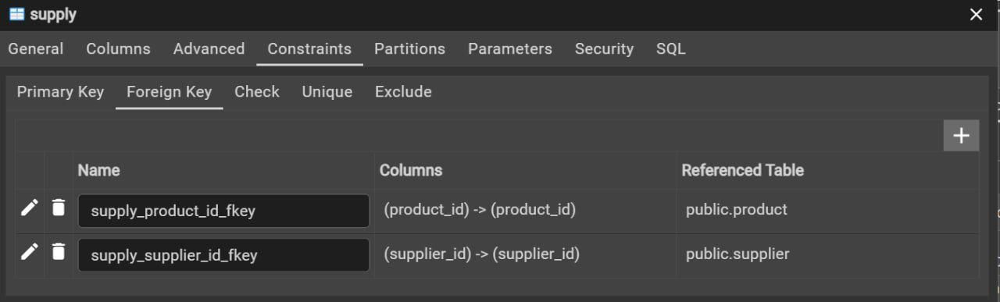 supply
General Columns Advanced Constraints Partitions Parameters Security SQL
Primary Key Foreign Key Check Unique Exclude
Name Columns Referenced Table
supply_product_id_fkey (product_id) -> (product_id) public.product
supply_supplier_id_fkey (supplier_id) -> (supplier_id) public.supplier